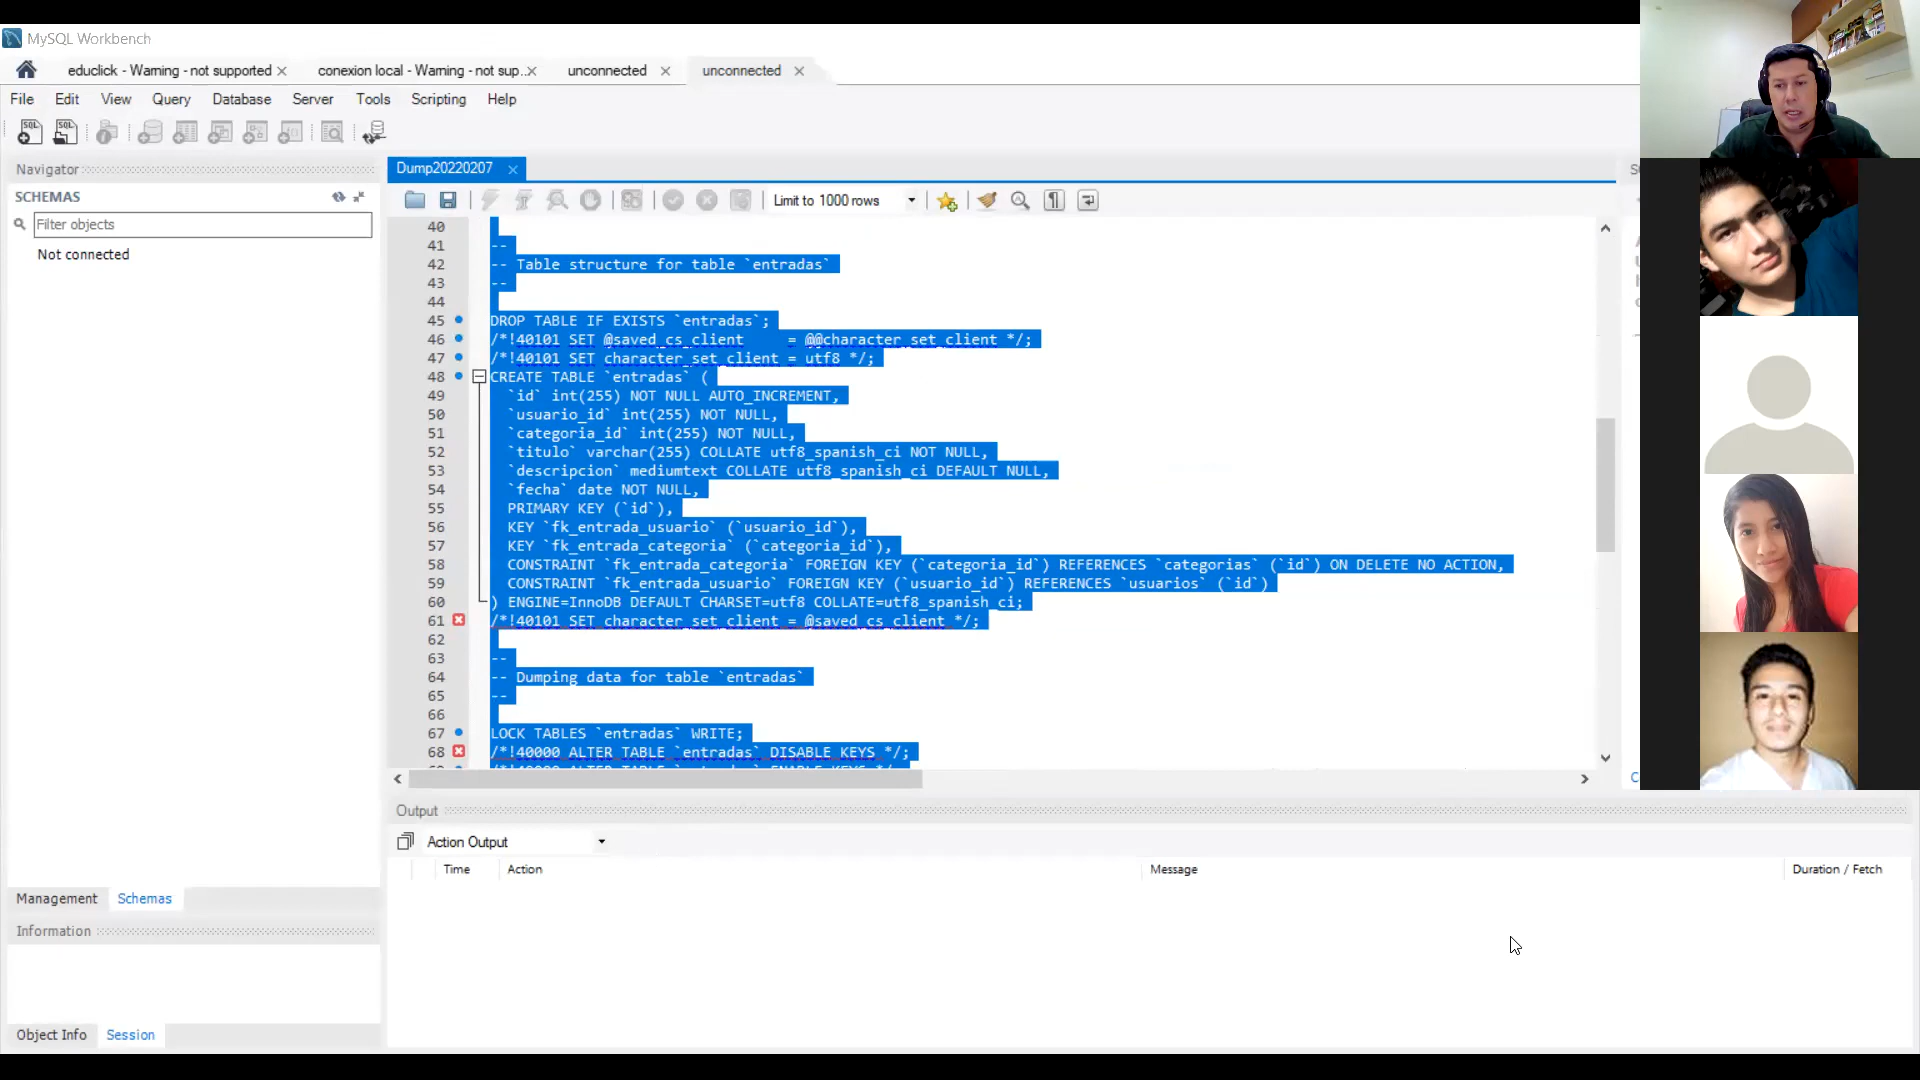 MySQL Workbench
educlick - Warning - not supported
conexion local - Warning - not sup..
unconnected
unconnected
File Edit View Query Database Server Tools Scripting Help
Navigator
SCHEMAS
Filter objects
Not connected
Management Schemas
Information
Object Info Session
Dump20220207
Limit to 1000 rows
40
41 --
42 -- Table structure for table `entradas`
43 --
44
45 DROP TABLE IF EXISTS `entradas`;
46 /*!40101 SET @saved_cs_client     = @@character_set_client */;
47 /*!40101 SET character_set_client = utf8 */;
48 CREATE TABLE `entradas` (
49 `id` int(255) NOT NULL AUTO_INCREMENT,
50 `usuario_id` int(255) NOT NULL,
51 `categoria_id` int(255) NOT NULL,
52 `titulo` varchar(255) COLLATE utf8_spanish_ci NOT NULL,
53 `descripcion` mediumtext COLLATE utf8_spanish_ci DEFAULT NULL,
54 `fecha` date NOT NULL,
55 PRIMARY KEY (`id`),
56 KEY `fk_entrada_usuario` (`usuario_id`),
57 KEY `fk_entrada_categoria` (`categoria_id`),
58 CONSTRAINT `fk_entrada_categoria` FOREIGN KEY (`categoria_id`) REFERENCES `categorias` (`id`) ON DELETE NO ACTION,
59 CONSTRAINT `fk_entrada_usuario` FOREIGN KEY (`usuario_id`) REFERENCES `usuarios` (`id`)
60 ) ENGINE=InnoDB DEFAULT CHARSET=utf8 COLLATE=utf8_spanish_ci;
61 /*!40101 SET character_set_client = @saved_cs_client */;
62
63 --
64 -- Dumping data for table `entradas`
65 --
66
67 LOCK TABLES `entradas` WRITE;
68 /*!40000 ALTER TABLE `entradas` DISABLE KEYS */;
Output
Action Output
Time Action Message Duration / Fetch